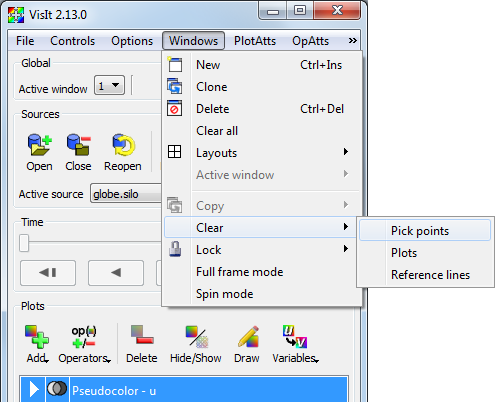 VisIt 2.13.0
File Controls Options Windows PlotAtts OpAtts »
Global
Active window 1
Sources
Open Close Reopen
Active source globe.silo
Time
Plots
Add Operators Delete Hide/Show Draw Variables
op(+) u v
Pseudocolor - u
New Ctrl+Ins
Clone
Delete Ctrl+Del
Clear all
Layouts
Active window
Copy
Clear
Lock
Full frame mode
Spin mode
Pick points
Plots
Reference lines